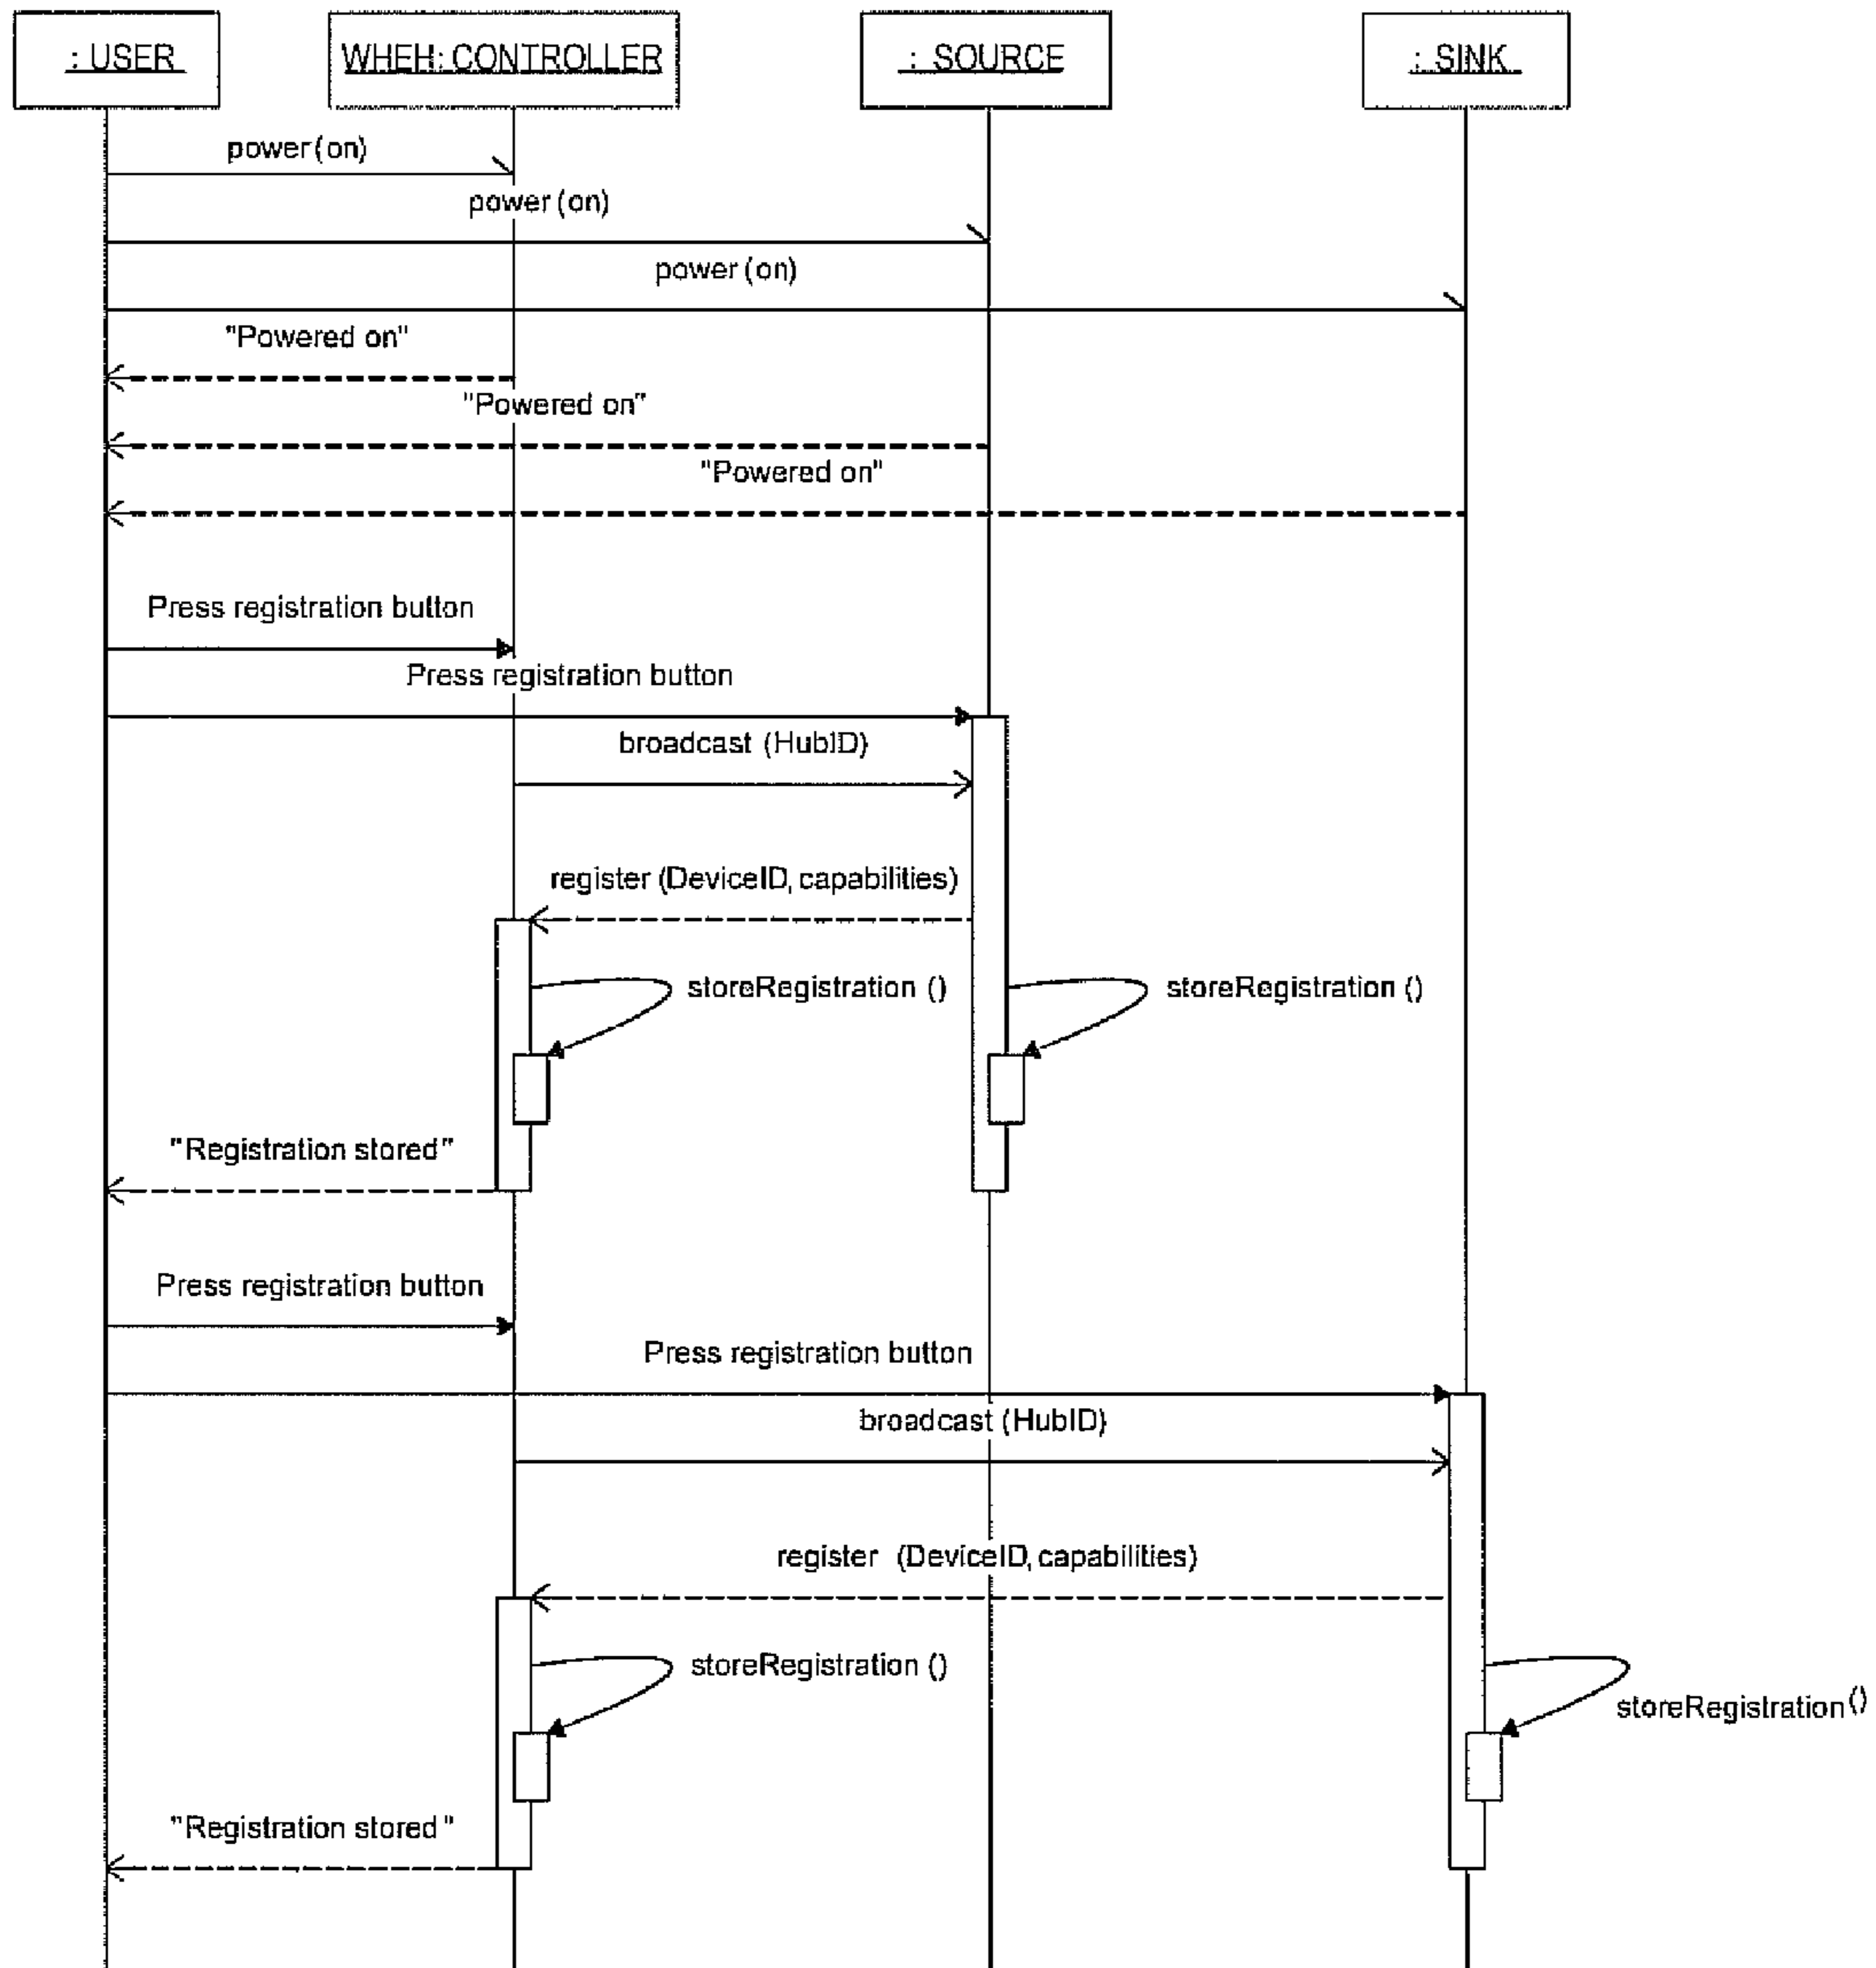 : USER
WHEH: CONTROLLER
: SOURCE
: SINK
power (on)
power (on)
power (on)
"Powered on"
"Powered on"
"Powered on"
Press registration button
Press registration button
broadcast (HubID)
register (DeviceID, capabilities)
storeRegistration ()
storeRegistration ()
"Registration stored"
Press registration button
Press registration button
broadcast (HubID)
register (DeviceID, capabilities)
storeRegistration ()
storeRegistration ()
"Registration stored"